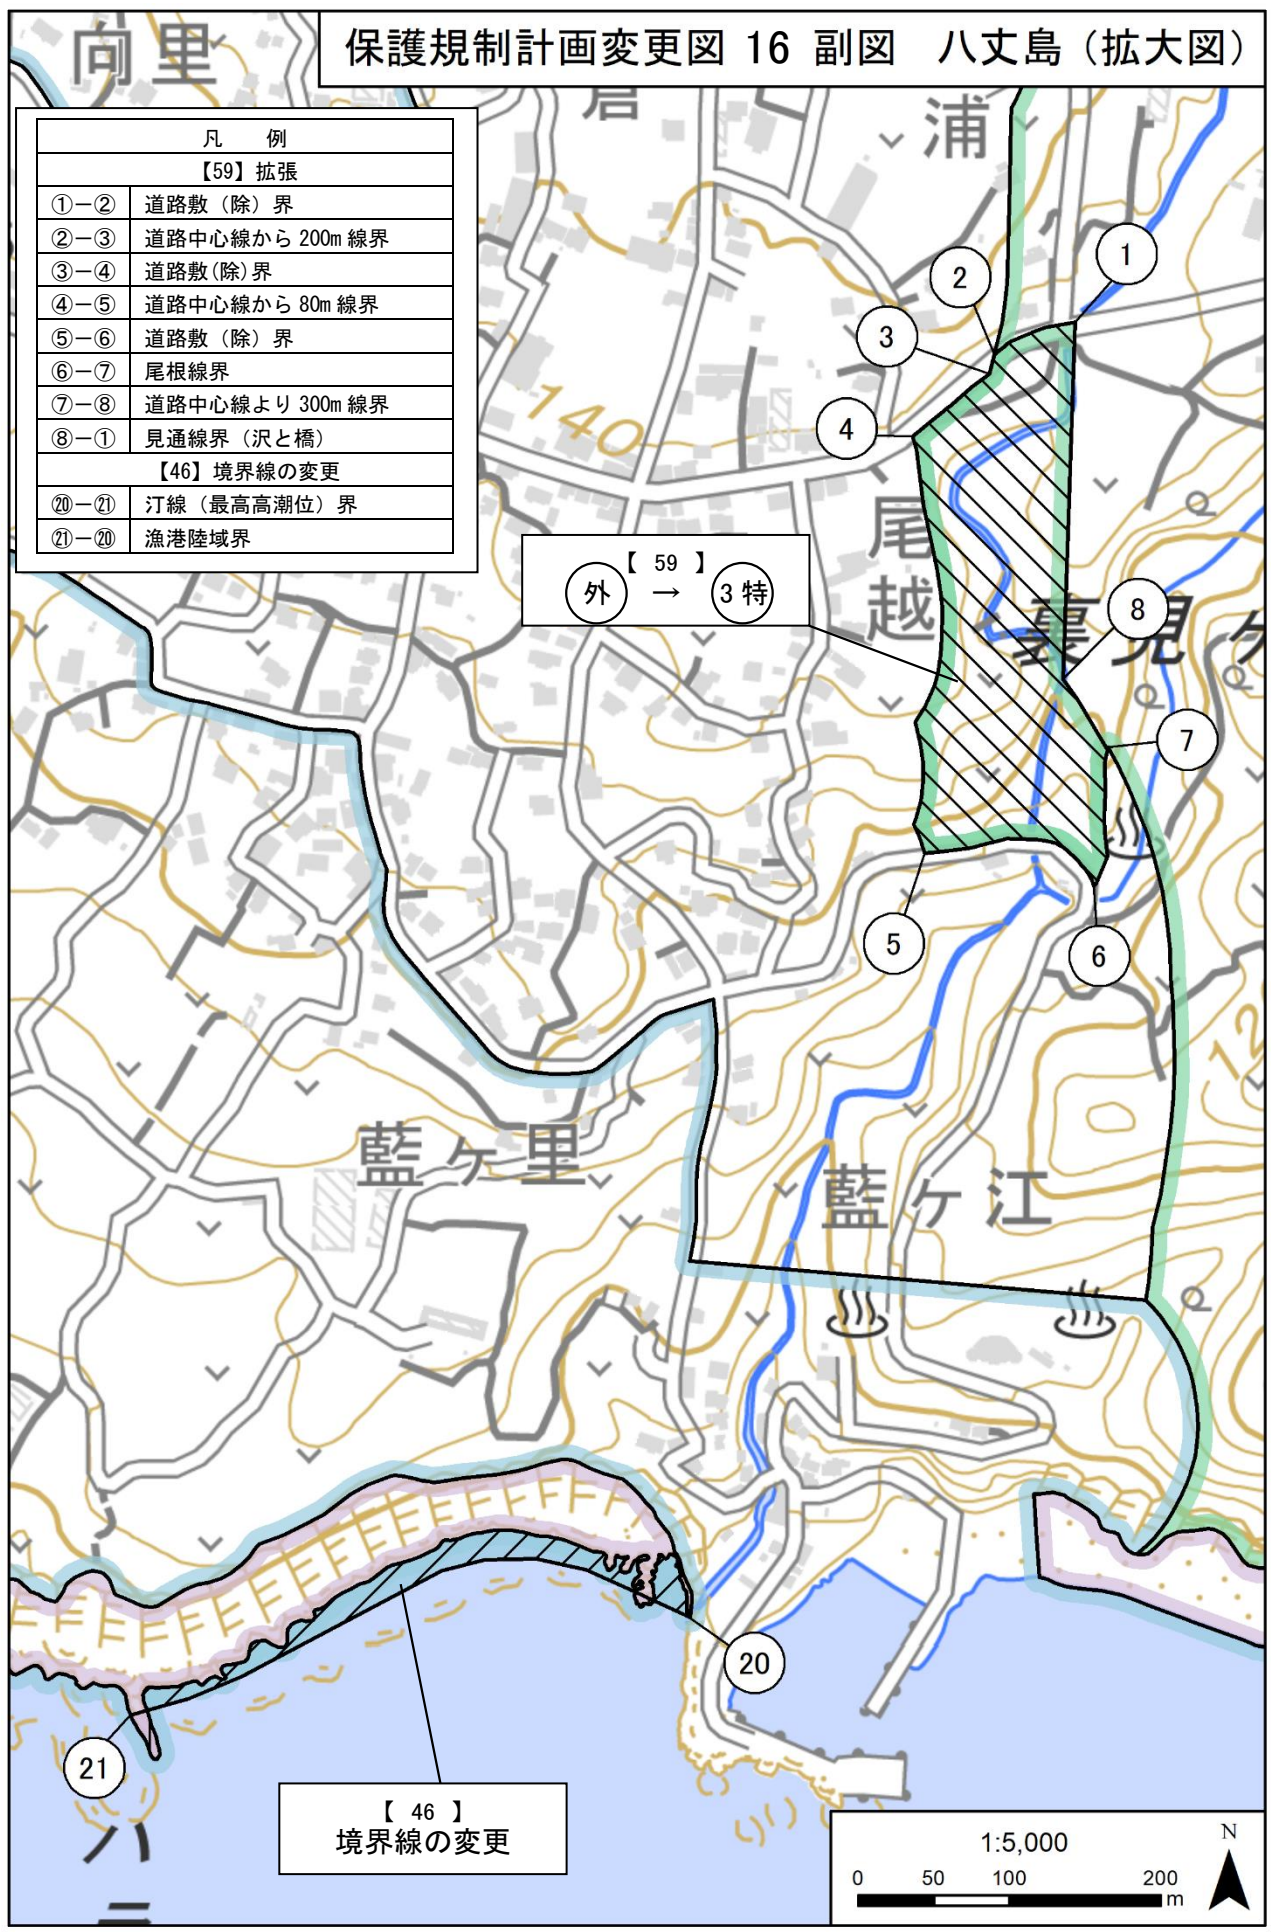 保護規制計画変更図 16 副図　八丈島（拡大図）
向里
倉
浦
凡　例
【59】拡張
①－② 道路敷（除）界
②－③ 道路中心線から 200m 線界
③－④ 道路敷(除)界
④－⑤ 道路中心線から 80m 線界
⑤－⑥ 道路敷（除）界
⑥－⑦ 尾根線界
⑦－⑧ 道路中心線より 300m 線界
⑧－① 見通線界（沢と橋）
【46】境界線の変更
⑳－㉑ 汀線（最高高潮位）界
㉑－⑳ 漁港陸域界
1
2
3
4
140
尾越
【 59 】
外 → 3特
裏見ヶ
8
7
5
6
120
藍ヶ里
藍ヶ江
20
21
【 46 】
境界線の変更
八
1:5,000
N
0 50 100 200
m